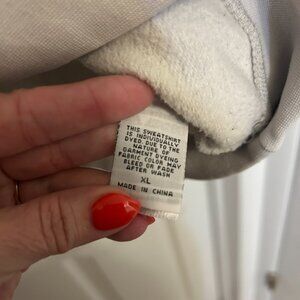 THIS SWEATSHIRT
IS INDIVIDUALLY
DYED. DUE TO THE
NATURE OF
GARMENT DYEING
FABRIC COLOR MAY
BLEED OR FADE
AFTER WASH
XL
MADE IN CHINA